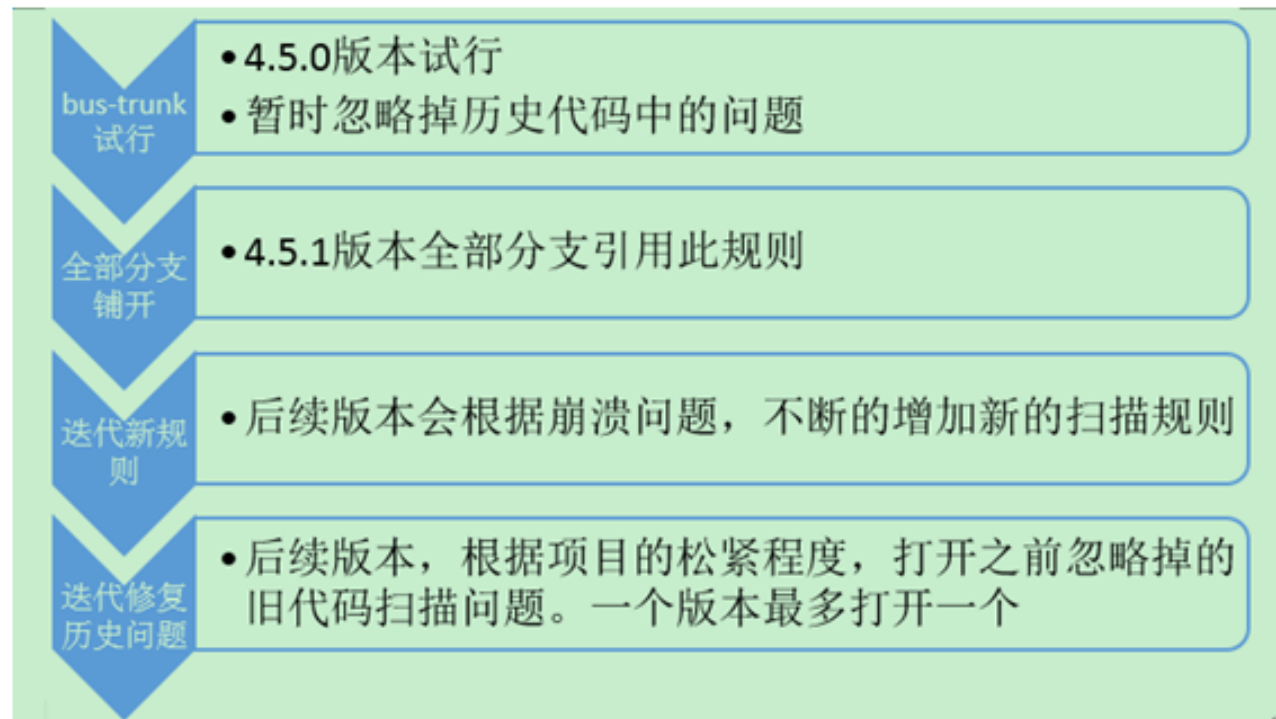 bus-trunk
试行
•4.5.0版本试行
•暂时忽略掉历史代码中的问题
全部分支
铺开
•4.5.1版本全部分支引用此规则
迭代新规
则
•后续版本会根据崩溃问题，不断的增加新的扫描规则
迭代修复
历史问题
•后续版本，根据项目的松紧程度，打开之前忽略掉的
旧代码扫描问题。一个版本最多打开一个